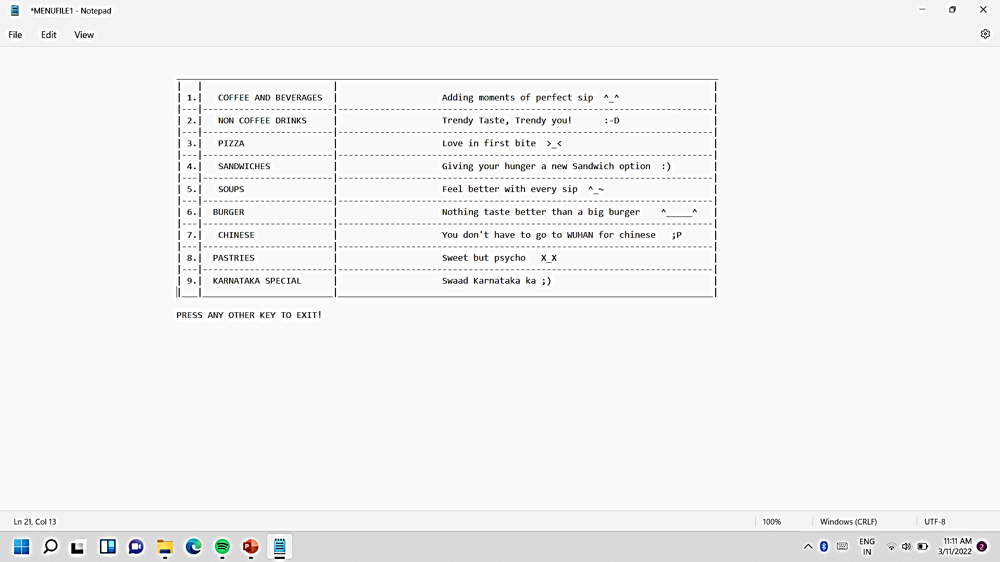 *MENUFILE1 - Notepad
File Edit View
1. COFFEE AND BEVERAGES Adding moments of perfect sip ^_^
2. NON COFFEE DRINKS Trendy Taste, Trendy you! :-D
3. PIZZA Love in first bite >_<
4. SANDWICHES Giving your hunger a new Sandwich option :)
5. SOUPS Feel better with every sip ^_~
6. BURGER Nothing taste better than a big burger ^_____^
7. CHINESE You don't have to go to WUHAN for chinese ;P
8. PASTRIES Sweet but psycho X_X
9. KARNATAKA SPECIAL Swaad Karnataka ka ;)
PRESS ANY OTHER KEY TO EXIT!
Ln 21, Col 13 100% Windows (CRLF) UTF-8
ENG 11:11 AM
IN 3/11/2022 2